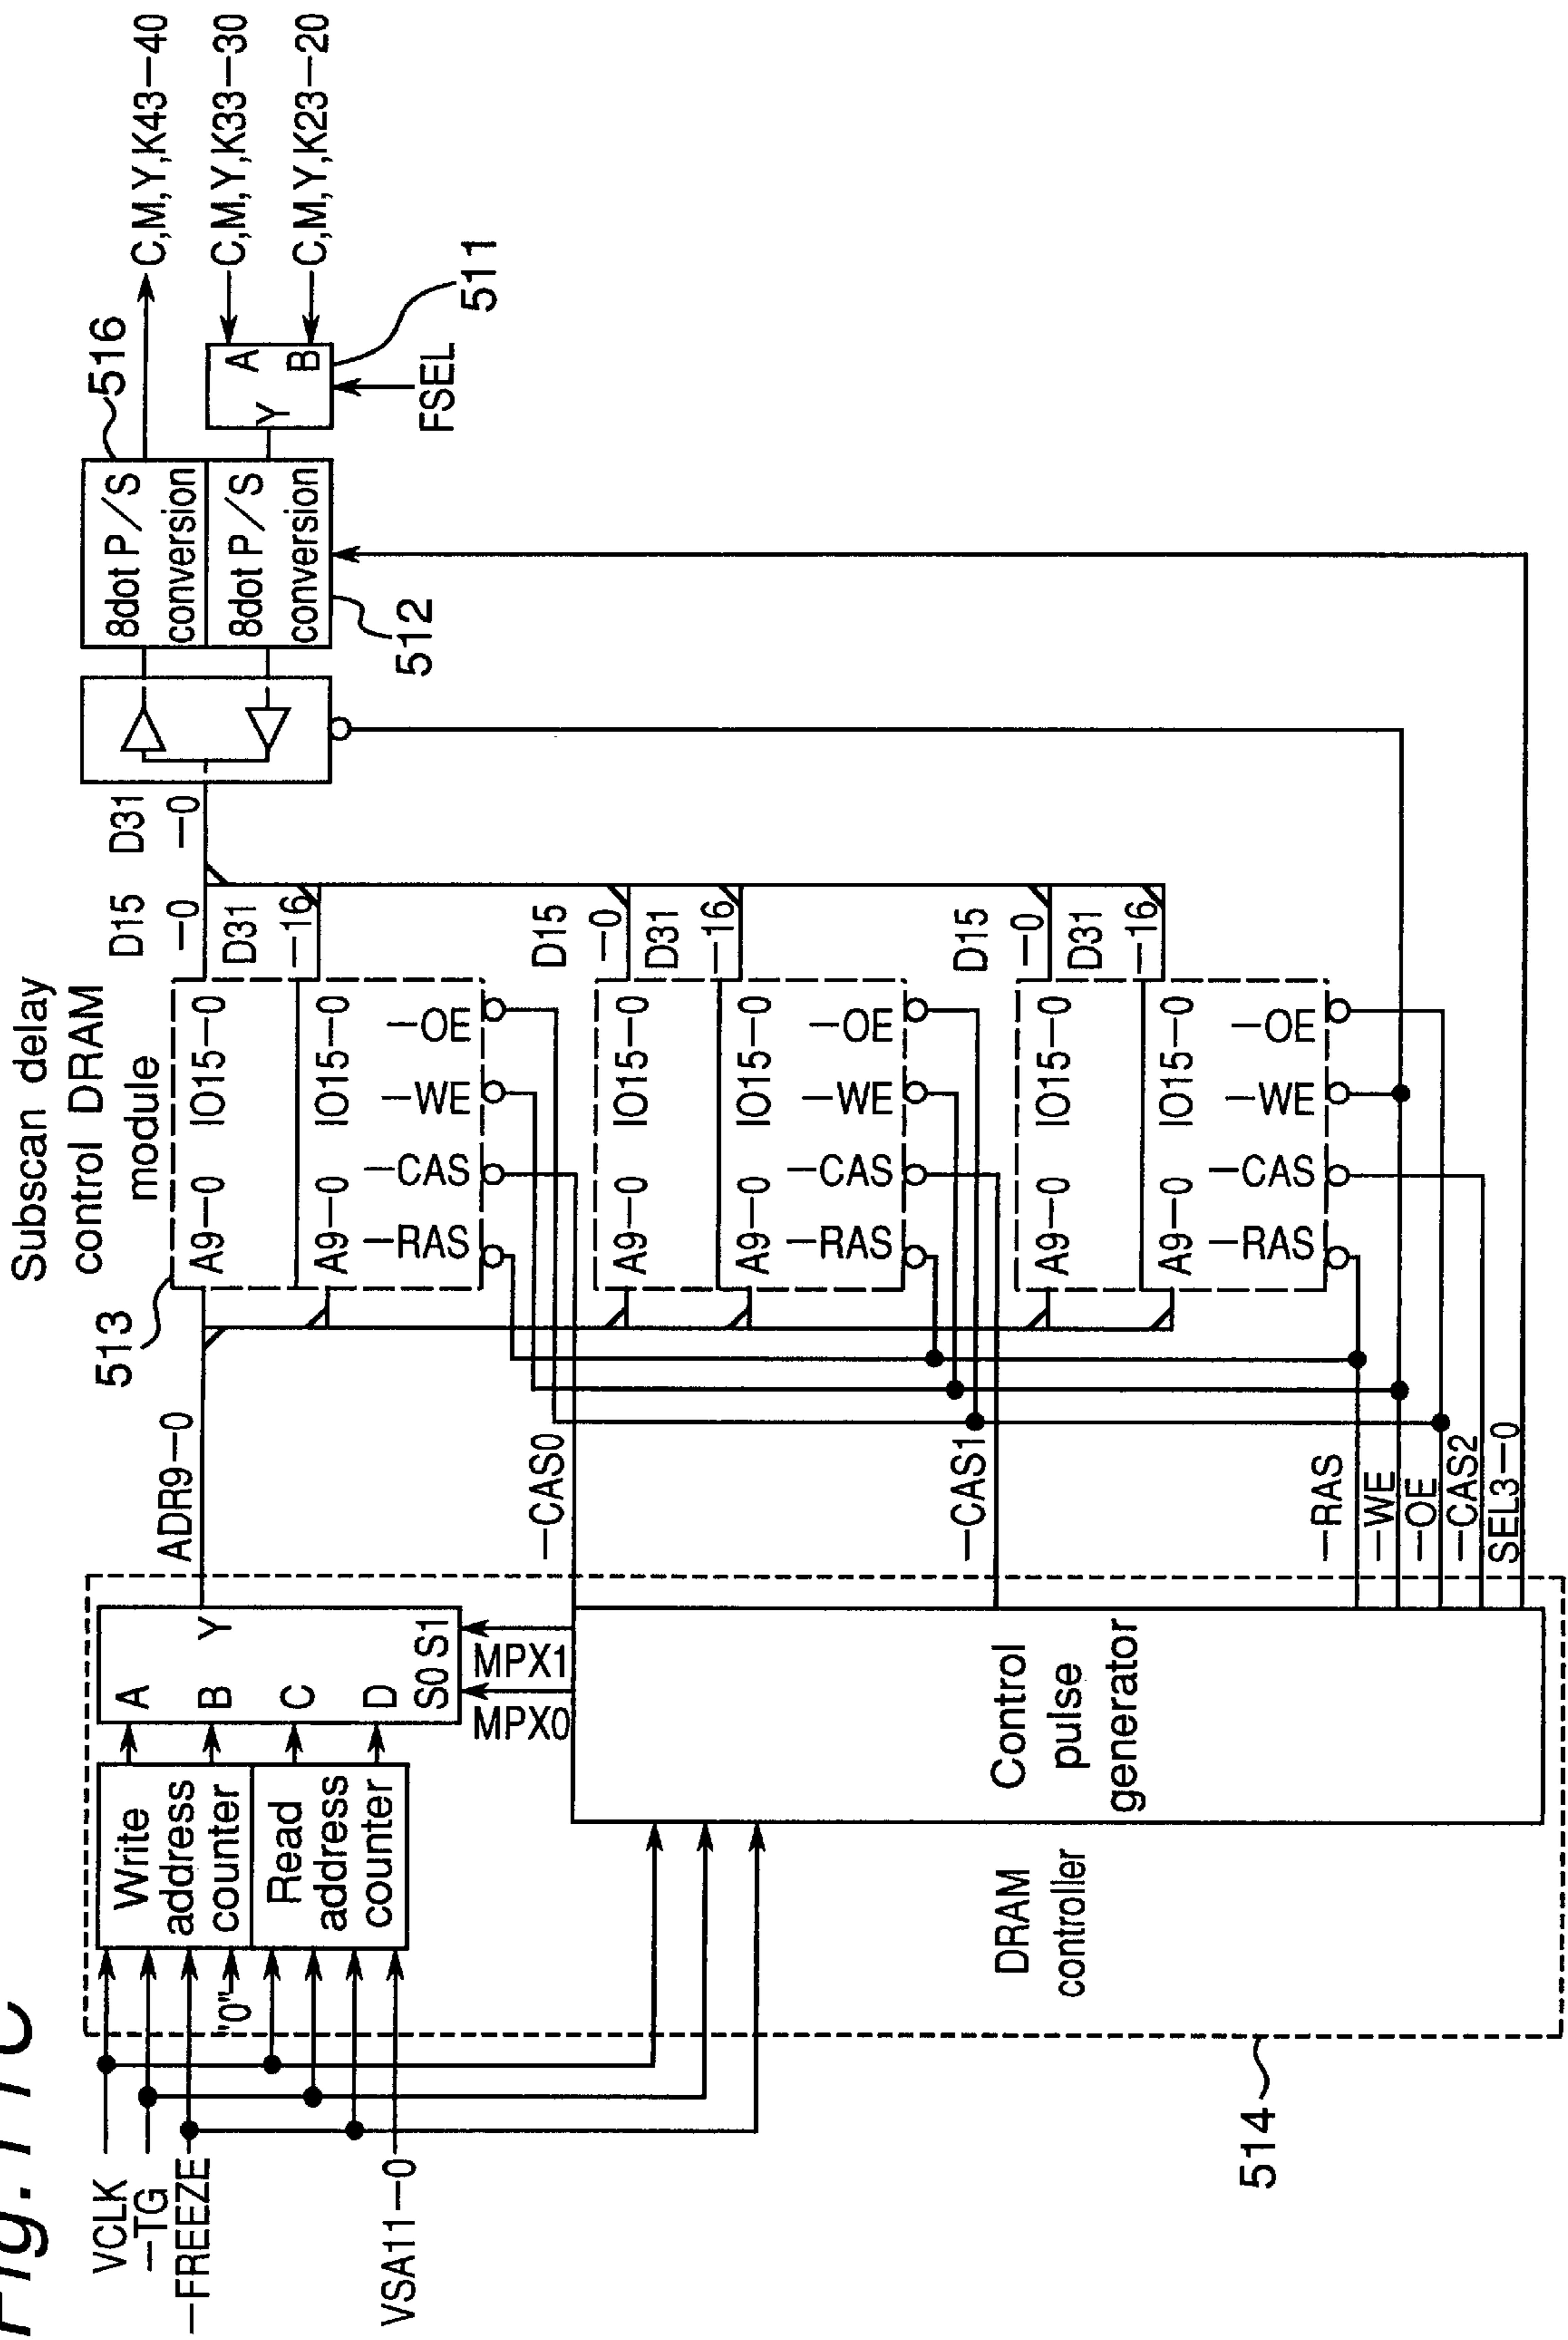 Fig.11C
VCLK
—TG
—FREEZE
VSA11—0
"0"
Write
address
counter
Read
address
counter
A
B
C
D
Y
S0 S1
MPX0
MPX1
DRAM
controller
Control
pulse
generator
514
ADR9—0
—CAS0
—CAS1
—RAS
—WE
—OE
—CAS2
SEL3—0
513
Subscan delay
control DRAM
module
A9—0 IO15—0
A9—0 IO15—0
—RAS —CAS —WE —OE
A9—0 IO15—0
A9—0 IO15—0
—RAS —CAS —WE —OE
A9—0 IO15—0
A9—0 IO15—0
—RAS —CAS —WE —OE
D15
—0
D31
—16
D15
—0
D31
—16
D15
—0
D31
—16
D31
—0
8dot P/S
conversion
8dot P/S
conversion
512
516
Y
A
B
FSEL
511
C,M,Y,K43—40
C,M,Y,K33—30
C,M,Y,K23—20